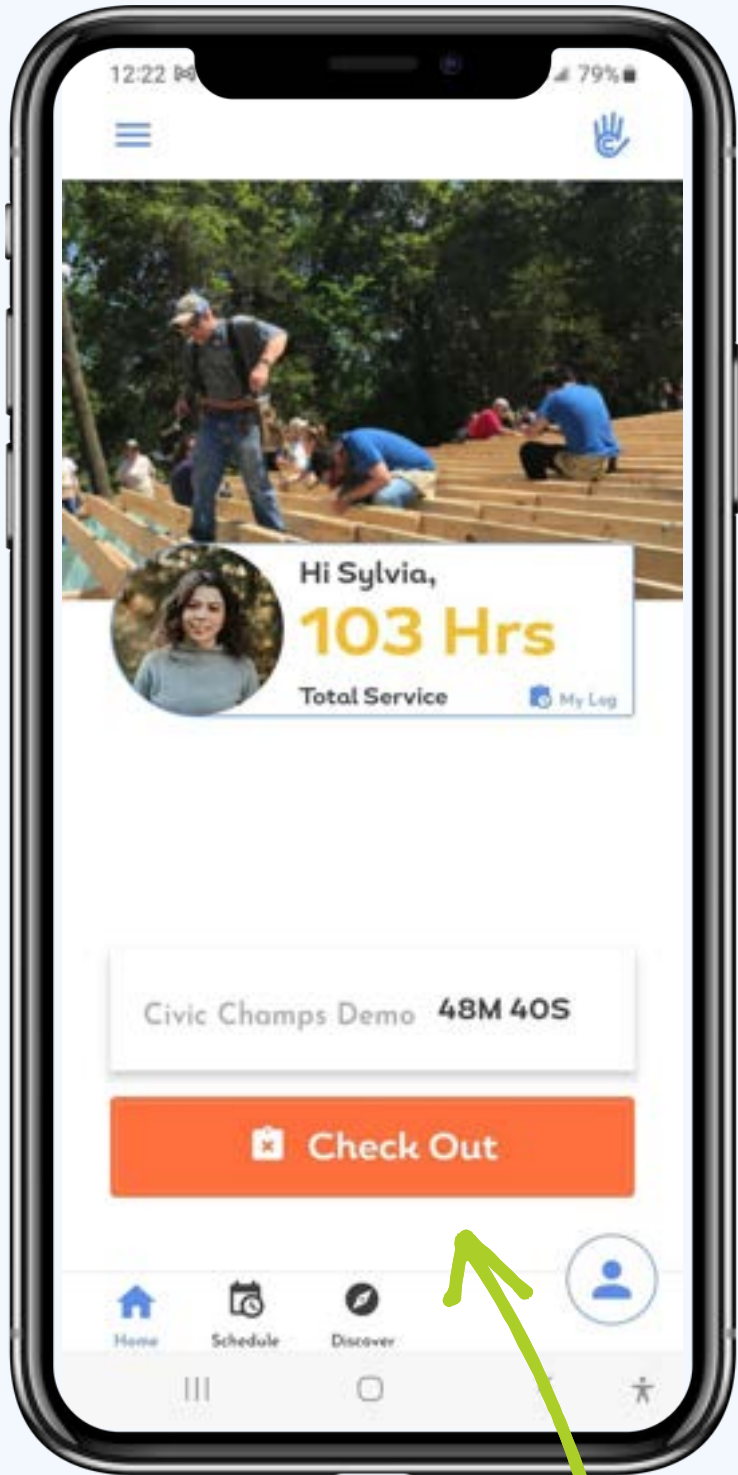 12:22
79%
Hi Sylvia,
103 Hrs
Total Service
My Log
Civic Champs Demo 48M 40S
Check Out
Home Schedule Discover